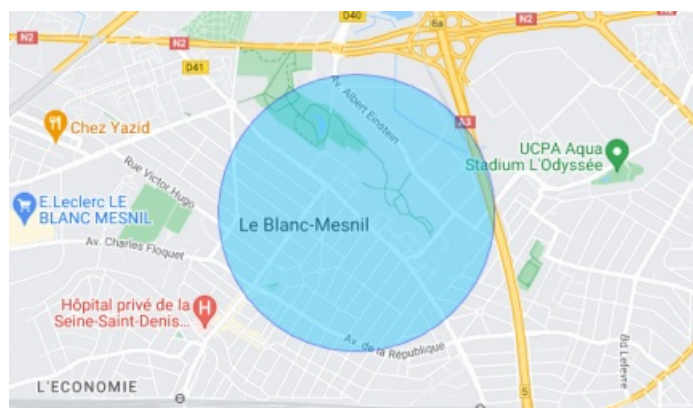 D40
6a
N2
N2
N2
D41
Av. Albert Einstein
A3
Chez Yazid
UCPA Aqua
Stadium L'Odyssée
Rue Victor Hugo
E.Leclerc LE
BLANC MESNIL
Le Blanc-Mesnil
Av. Charles Floquet
Hôpital privé de la
Seine-Saint-Denis...
Av. de la République
Bd Lefevre
L'ECONOMIE
5